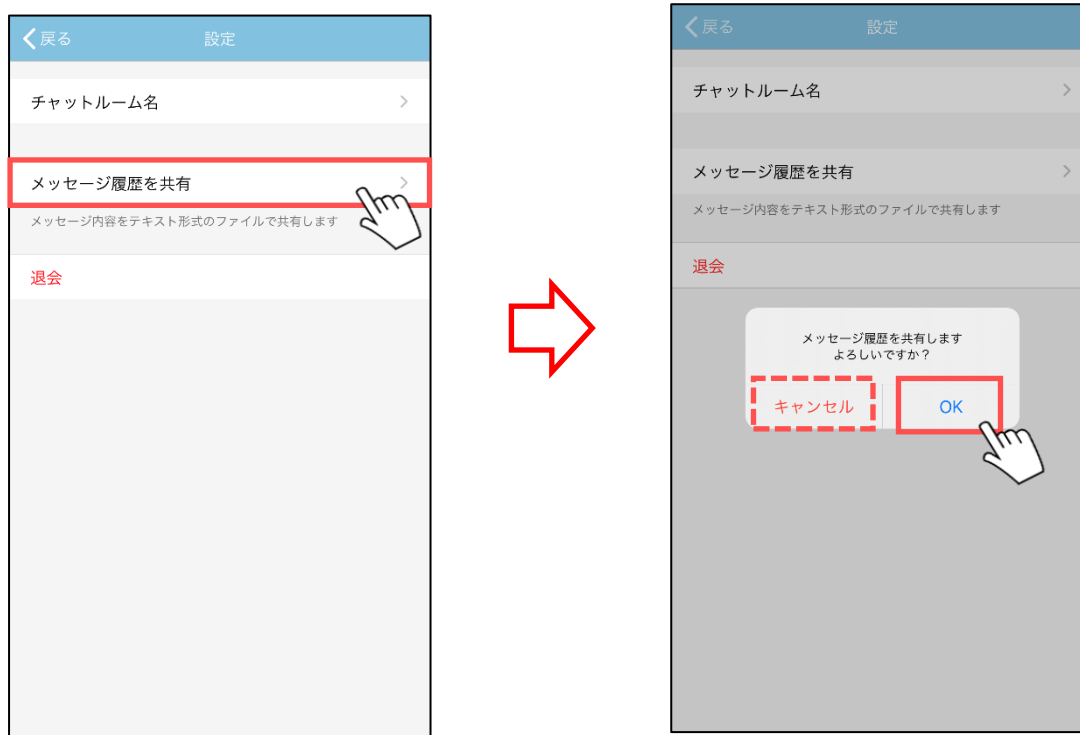 戻る 設定
チャットルーム名
メッセージ履歴を共有
メッセージ内容をテキスト形式のファイルで共有します
退会
戻る 設定
チャットルーム名
メッセージ履歴を共有
メッセージ内容をテキスト形式のファイルで共有します
退会
メッセージ履歴を共有します
よろしいですか？
キャンセル OK